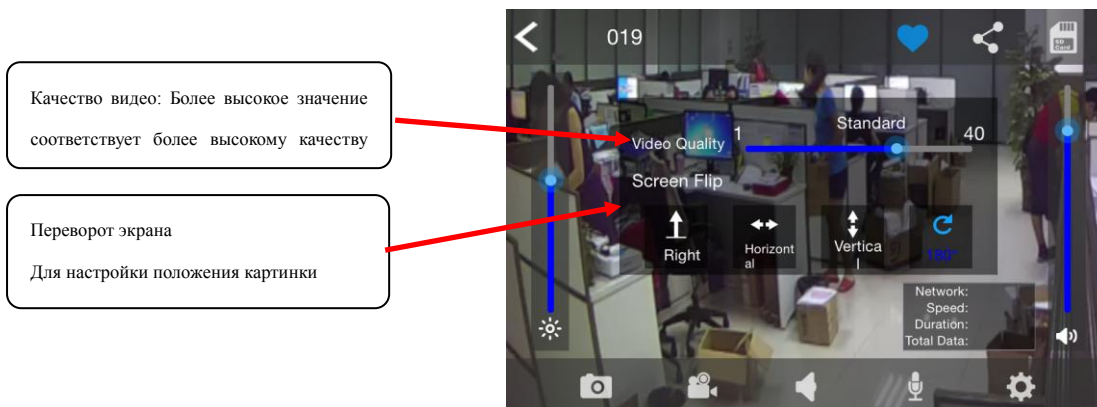 Качество видео: Более высокое значение
соответствует более высокому качеству
Переворот экрана
Для настройки положения картинки
019
SD
Card
Standard
Video Quality
1
40
Screen Flip
Right
Horizont
al
Vertica
l
180°
Network:
Speed:
Duration:
Total Data: